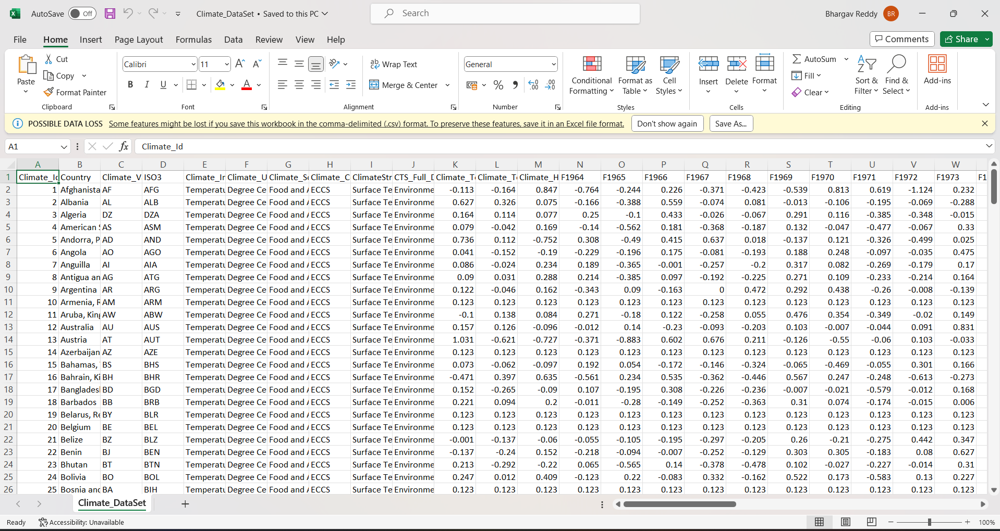 AutoSave Off Climate_DataSet • Saved to this PC Search Bhargav Reddy BR
File Home Insert Page Layout Formulas Data Review View Help Comments Share
Paste Cut Copy Format Painter Clipboard
Calibri 11 A A B I U A Font
ab Wrap Text Merge & Center Alignment
General % 9 .00 .00 Number
Conditional Formatting Format as Table Cell Styles Styles
Insert Delete Format Cells
AutoSum Fill Clear Sort & Filter Find & Select Editing
Add-ins Add-ins
POSSIBLE DATA LOSS Some features might be lost if you save this workbook in the comma-delimited (.csv) format. To preserve these features, save it in an Excel file format. Don't show again Save As...
A1 fx Climate_Id
A B C D E F G H I J K L M N O P Q R S T U V W
1 Climate_Id Country Climate_V ISO3 Climate_In Climate_U Climate_So Climate_C ClimateStr CTS_Full_D Climate_Te Climate_Te Climate_H F1964 F1965 F1966 F1967 F1968 F1969 F1970 F1971 F1972 F1973 F1
2 1 Afghanista AF AFG Temperatu Degree Ce Food and A ECCS Surface Te Environme -0.113 -0.164 0.847 -0.764 -0.244 0.226 -0.371 -0.423 -0.539 0.813 0.619 -1.124 0.232
3 2 Albania AL ALB Temperatu Degree Ce Food and A ECCS Surface Te Environme 0.627 0.326 0.075 -0.166 -0.388 0.559 -0.074 0.081 -0.013 -0.106 -0.195 -0.069 -0.288
4 3 Algeria DZ DZA Temperatu Degree Ce Food and A ECCS Surface Te Environme 0.164 0.114 0.077 0.25 -0.1 0.433 -0.026 -0.067 0.291 0.116 -0.385 -0.348 -0.015
5 4 American S AS ASM Temperatu Degree Ce Food and A ECCS Surface Te Environme 0.079 -0.042 0.169 -0.14 -0.562 0.181 -0.368 -0.187 0.132 -0.047 -0.477 -0.067 0.33
6 5 Andorra, P AD AND Temperatu Degree Ce Food and A ECCS Surface Te Environme 0.736 0.112 -0.752 0.308 -0.49 0.415 0.637 0.018 -0.137 0.121 -0.326 -0.499 0.025
7 6 Angola AO AGO Temperatu Degree Ce Food and A ECCS Surface Te Environme 0.041 -0.152 -0.19 -0.229 -0.196 0.175 -0.081 -0.193 0.188 0.248 -0.097 -0.035 0.475
8 7 Anguilla AI AIA Temperatu Degree Ce Food and A ECCS Surface Te Environme 0.086 -0.024 0.234 0.189 -0.365 -0.001 -0.257 -0.2 0.317 0.082 -0.269 -0.179 0.17
9 8 Antigua an AG ATG Temperatu Degree Ce Food and A ECCS Surface Te Environme 0.09 0.031 0.288 0.214 -0.385 0.097 -0.192 -0.225 0.271 0.109 -0.233 -0.214 0.164
10 9 Argentina AR ARG Temperatu Degree Ce Food and A ECCS Surface Te Environme 0.122 -0.046 0.162 -0.343 0.09 -0.163 0 0.472 0.292 0.438 -0.26 -0.008 -0.139
11 10 Armenia, R AM ARM Temperatu Degree Ce Food and A ECCS Surface Te Environme 0.123 0.123 0.123 0.123 0.123 0.123 0.123 0.123 0.123 0.123 0.123 0.123 0.123
12 11 Aruba, King AW ABW Temperatu Degree Ce Food and A ECCS Surface Te Environme -0.1 0.138 0.084 0.271 -0.18 0.122 -0.258 0.055 0.476 0.354 -0.349 -0.02 0.149
13 12 Australia AU AUS Temperatu Degree Ce Food and A ECCS Surface Te Environme 0.157 0.126 -0.096 -0.012 0.14 -0.23 -0.093 -0.203 0.103 -0.007 -0.044 0.091 0.831
14 13 Austria AT AUT Temperatu Degree Ce Food and A ECCS Surface Te Environme 1.031 -0.621 -0.727 -0.371 -0.883 0.602 0.676 0.211 -0.126 -0.55 -0.06 0.103 -0.033
15 14 Azerbaijan AZ AZE Temperatu Degree Ce Food and A ECCS Surface Te Environme 0.123 0.123 0.123 0.123 0.123 0.123 0.123 0.123 0.123 0.123 0.123 0.123 0.123
16 15 Bahamas, BS BHS Temperatu Degree Ce Food and A ECCS Surface Te Environme 0.073 -0.062 -0.097 0.192 0.054 -0.172 -0.146 -0.324 -0.065 -0.469 -0.055 0.301 0.166
17 16 Bahrain, Ki BH BHR Temperatu Degree Ce Food and A ECCS Surface Te Environme -0.471 0.397 0.635 -0.561 0.234 0.535 -0.362 -0.446 0.567 0.247 -0.248 -0.613 -0.273
18 17 Bangladesh BD BGD Temperatu Degree Ce Food and A ECCS Surface Te Environme 0.152 -0.265 -0.09 0.107 -0.195 0.308 -0.226 -0.236 -0.007 -0.021 -0.579 -0.012 0.168
19 18 Barbados BB BRB Temperatu Degree Ce Food and A ECCS Surface Te Environme 0.221 0.094 0.2 -0.011 -0.28 -0.149 -0.252 -0.363 0.31 0.074 -0.174 -0.015 0.006
20 19 Belarus, Re BY BLR Temperatu Degree Ce Food and A ECCS Surface Te Environme 0.123 0.123 0.123 0.123 0.123 0.123 0.123 0.123 0.123 0.123 0.123 0.123 0.123
21 20 Belgium BE BEL Temperatu Degree Ce Food and A ECCS Surface Te Environme 0.123 0.123 0.123 0.123 0.123 0.123 0.123 0.123 0.123 0.123 0.123 0.123 0.123
22 21 Belize BZ BLZ Temperatu Degree Ce Food and A ECCS Surface Te Environme -0.001 -0.137 -0.06 -0.055 -0.105 -0.195 -0.297 -0.205 0.26 -0.21 -0.275 0.442 0.347
23 22 Benin BJ BEN Temperatu Degree Ce Food and A ECCS Surface Te Environme -0.137 -0.24 0.152 -0.218 -0.094 -0.007 -0.252 -0.129 0.303 0.305 -0.183 0.08 0.627
24 23 Bhutan BT BTN Temperatu Degree Ce Food and A ECCS Surface Te Environme 0.213 -0.292 -0.22 0.065 -0.565 0.14 -0.378 -0.478 0.102 -0.027 -0.227 -0.014 0.31
25 24 Bolivia BO BOL Temperatu Degree Ce Food and A ECCS Surface Te Environme 0.247 0.012 0.409 -0.123 0.22 -0.083 0.332 -0.162 0.522 0.173 -0.583 0.13 0.227
26 25 Bosnia and BA BIH Temperatu Degree Ce Food and A ECCS Surface Te Environme 0.123 0.123 0.123 0.123 0.123 0.123 0.123 0.123 0.123 0.123 0.123 0.123 0.123
Climate_DataSet
Ready Accessibility: Unavailable 100%